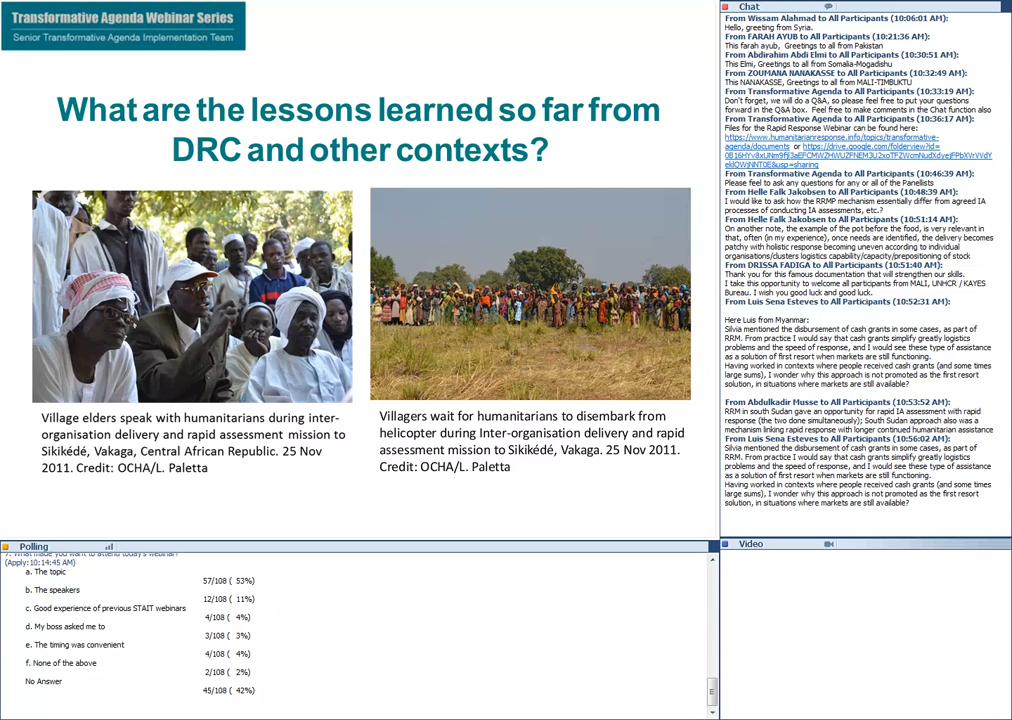 Transformative Agenda Webinar Series
Senior Transformative Agenda Implementation Team
What are the lessons learned so far from
DRC and other contexts?
Village elders speak with humanitarians during inter-
organisation delivery and rapid assessment mission to
Sikikédé, Vakaga, Central African Republic. 25 Nov
2011. Credit: OCHA/L. Paletta
Villagers wait for humanitarians to disembark from
helicopter during Inter-organisation delivery and rapid
assessment mission to Sikikédé, Vakaga. 25 Nov 2011.
Credit: OCHA/L. Paletta
Chat
From Wissam Alahmad to All Participants (10:06:01 AM):
Hello, greeting from Syria.
From FARAH AYUB to All Participants (10:21:36 AM):
This farah ayub, Greetings to all from Pakistan
From Abdirahim Abdi Elmi to All Participants (10:30:51 AM):
This Elmi, Greetings to all from Somalia-Mogadishu
From ZOUMANA NANAKASSE to All Participants (10:32:49 AM):
This NANAKASSE, Greetings to all from MALI-TIMBUKTU
From Transformative Agenda to All Participants (10:33:19 AM):
Don't forget, we will do a Q&A, so please feel free to put your questions
forward in the Q&A box. Feel free to make comments in the Chat function also
From Transformative Agenda to All Participants (10:36:17 AM):
Files for the Rapid Response Webinar can be found here:
https://www.humanitarianresponse.info/topics/transformative-
agenda/documents or https://drive.google.com/folderview?id=
&usp=sharing
From Transformative Agenda to All Participants (10:46:39 AM):
Please feel to ask any questions for any or all of the Panellists
From Helle Falk Jakobsen to All Participants (10:48:39 AM):
I would like to ask how the RRMP mechanism essentially differ from agreed IA
processes of conducting IA assessments, etc.?
From Helle Falk Jakobsen to All Participants (10:51:14 AM):
On another note, the example of the pot before the food, is very relevant in
that, often (in my experience), once needs are identified, the delivery becomes
patchy with holistic response becoming uneven according to individual
organisations/clusters logistics capability/capacity/prepositioning of stock
From DRISSA FADIGA to All Participants (10:51:40 AM):
Thank you for this famous documentation that will strengthen our skills.
I take this opportunity to welcome all participants from MALI, UNHCR / KAYES
Bureau. I wish you good luck and good luck.
From Luis Sena Esteves to All Participants (10:52:31 AM):
Here Luis from Myanmar:
Silvia mentioned the disbursement of cash grants in some cases, as part of
RRM. From practice I would say that cash grants simplify greatly logistics
problems and the speed of response, and I would see these type of assistance
as a solution of first resort when markets are still functioning.
Having worked in contexts where people received cash grants (and some times
large sums), I wonder why this approach is not promoted as the first resort
solution, in situations where markets are still available?
From Abdulkadir Musse to All Participants (10:53:52 AM):
RRM in south Sudan gave an opportunity for rapid IA assessment with rapid
response (the two done simultaneously); South Sudan approach also was a
mechanism linking rapid response with longer continued humanitarian assistance
From Luis Sena Esteves to All Participants (10:56:02 AM):
Silvia mentioned the disbursement of cash grants in some cases, as part of
RRM. From practice I would say that cash grants simplify greatly logistics
problems and the speed of response, and I would see these type of assistance
as a solution of first resort when markets are still functioning.
Having worked in contexts where people received cash grants (and some times
large sums), I wonder why this approach is not promoted as the first resort
solution, in situations where markets are still available?
Polling
7. What made you want to attend today's webinar?
(Apply:10:14:45 AM)
a. The topic
57/108 ( 53%)
b. The speakers
12/108 ( 11%)
c. Good experience of previous STAIT webinars
4/108 ( 4%)
d. My boss asked me to
3/108 ( 3%)
e. The timing was convenient
4/108 ( 4%)
f. None of the above
2/108 ( 2%)
No Answer
45/108 ( 42%)
Video